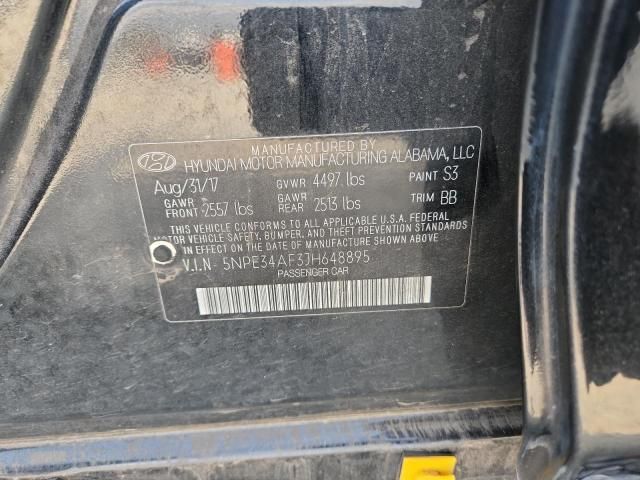 MANUFACTURED BY
HYUNDAI MOTOR MANUFACTURING ALABAMA, LLC
Aug/31/17 GVWR 4497 lbs PAINT S3
GAWR FRONT 2557 lbs GAWR REAR 2513 lbs TRIM BB
THIS VEHICLE CONFORMS TO ALL APPLICABLE U.S.A. FEDERAL
MOTOR VEHICLE SAFETY, BUMPER, AND THEFT PREVENTION STANDARDS
IN EFFECT ON THE DATE OF MANUFACTURE SHOWN ABOVE.
V.I.N - 5NPE34AF3JH648895
PASSENGER CAR